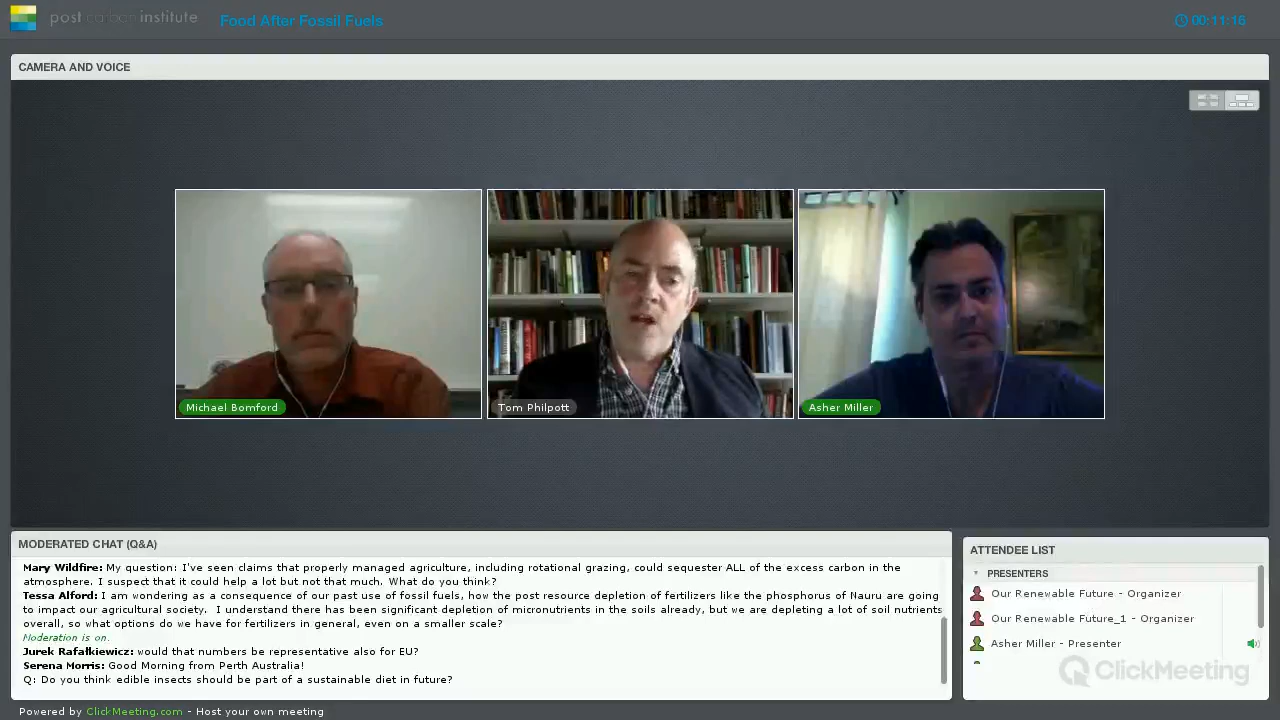 post carbon institute
Food After Fossil Fuels
00:11:16
CAMERA AND VOICE
Michael Bomford
Tom Philpott
Asher Miller
MODERATED CHAT (Q&A)
Mary Wildfire: My question: I've seen claims that properly managed agriculture, including rotational grazing, could sequester ALL of the excess carbon in the
atmosphere. I suspect that it could help a lot but not that much. What do you think?
Tessa Alford: I am wondering as a consequence of our past use of fossil fuels, how the post resource depletion of fertilizers like the phosphorus of Nauru are going
to impact our agricultural society. I understand there has been significant depletion of micronutrients in the soils already, but we are depleting a lot of soil nutrients
overall, so what options do we have for fertilizers in general, even on a smaller scale?
Moderation is on.
Jurek Rafałkiewicz: would that numbers be representative also for EU?
Serena Morris: Good Morning from Perth Australia!
Q: Do you think edible insects should be part of a sustainable diet in future?
ATTENDEE LIST
PRESENTERS
Our Renewable Future - Organizer
Our Renewable Future_1 - Organizer
Asher Miller - Presenter
ClickMeeting
Powered by ClickMeeting.com - Host your own meeting